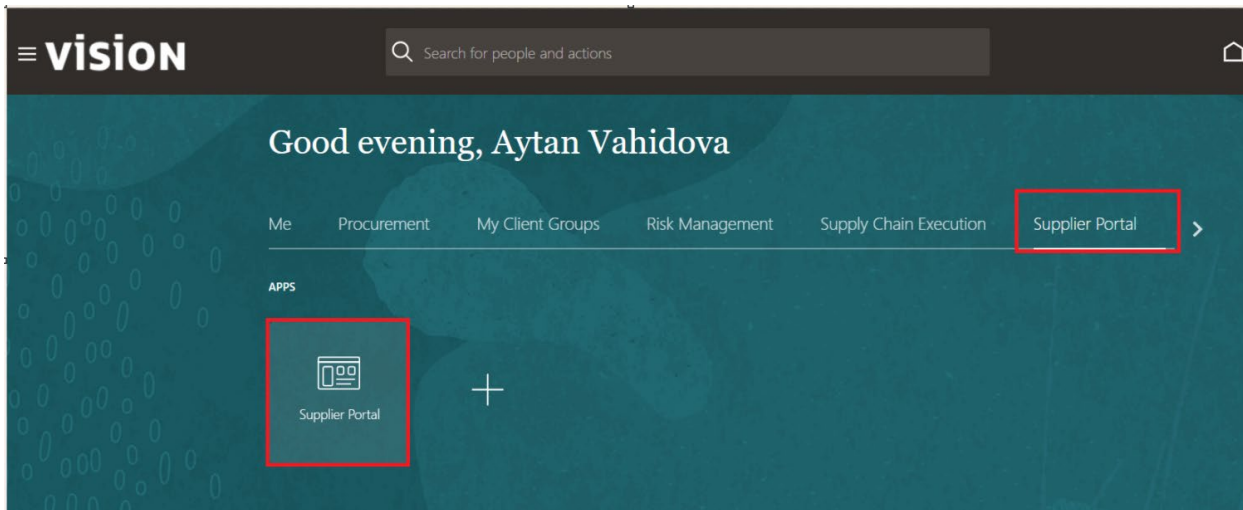 vision
Search for people and actions
Good evening, Aytan Vahidova
Me Procurement My Client Groups Risk Management Supply Chain Execution Supplier Portal
APPS
Supplier Portal